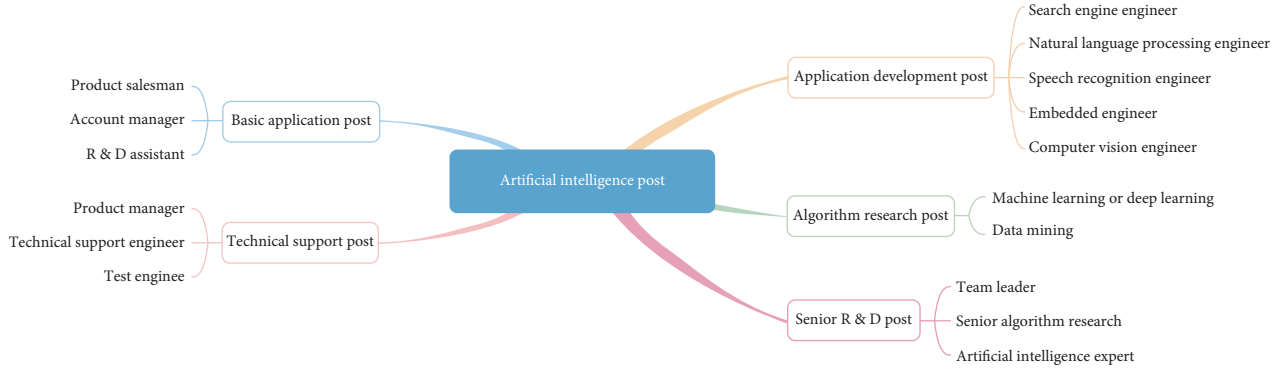 Artificial intelligence post
Basic application post
Product salesman
Account manager
R & D assistant
Technical support post
Product manager
Technical support engineer
Test enginee
Application development post
Search engine engineer
Natural language processing engineer
Speech recognition engineer
Embedded engineer
Computer vision engineer
Algorithm research post
Machine learning or deep learning
Data mining
Senior R & D post
Team leader
Senior algorithm research
Artificial intelligence expert